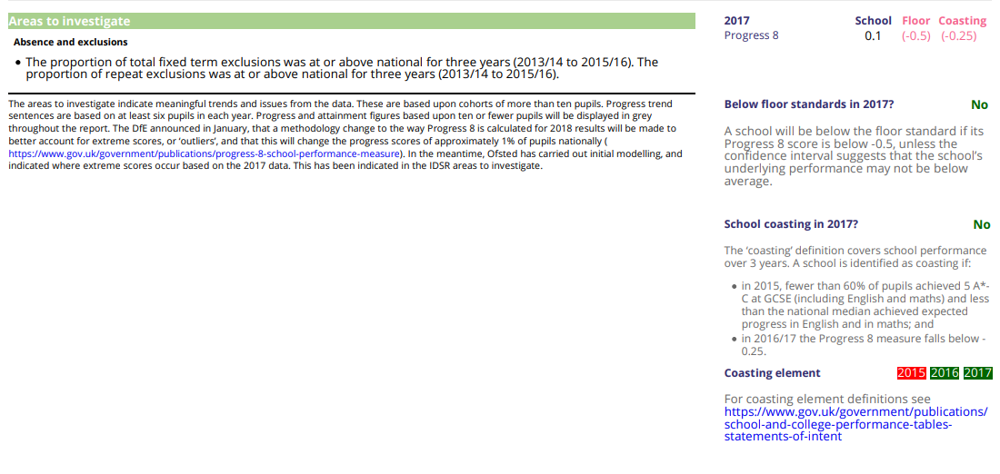 Areas to investigate
Absence and exclusions
• The proportion of total fixed term exclusions was at or above national for three years (2013/14 to 2015/16). The
proportion of repeat exclusions was at or above national for three years (2013/14 to 2015/16).
The areas to investigate indicate meaningful trends and issues from the data. These are based upon cohorts of more than ten pupils. Progress trend
sentences are based on at least six pupils in each year. Progress and attainment figures based upon ten or fewer pupils will be displayed in grey
throughout the report. The DfE announced in January, that a methodology change to the way Progress 8 is calculated for 2018 results will be made to
better account for extreme scores, or ‘outliers’, and that this will change the progress scores of approximately 1% of pupils nationally (
https://www.gov.uk/government/publications/progress-8-school-performance-measure). In the meantime, Ofsted has carried out initial modelling, and
indicated where extreme scores occur based on the 2017 data. This has been indicated in the IDSR areas to investigate.
2017 School Floor Coasting
Progress 8 0.1 (-0.5) (-0.25)
Below floor standards in 2017? No
A school will be below the floor standard if its
Progress 8 score is below -0.5, unless the
confidence interval suggests that the school’s
underlying performance may not be below
average.
School coasting in 2017? No
The ‘coasting’ definition covers school performance
over 3 years. A school is identified as coasting if:
• in 2015, fewer than 60% of pupils achieved 5 A*-
C at GCSE (including English and maths) and less
than the national median achieved expected
progress in English and in maths; and
• in 2016/17 the Progress 8 measure falls below -
0.25.
Coasting element 2015 2016 2017
For coasting element definitions see
https://www.gov.uk/government/publications/
school-and-college-performance-tables-
statements-of-intent